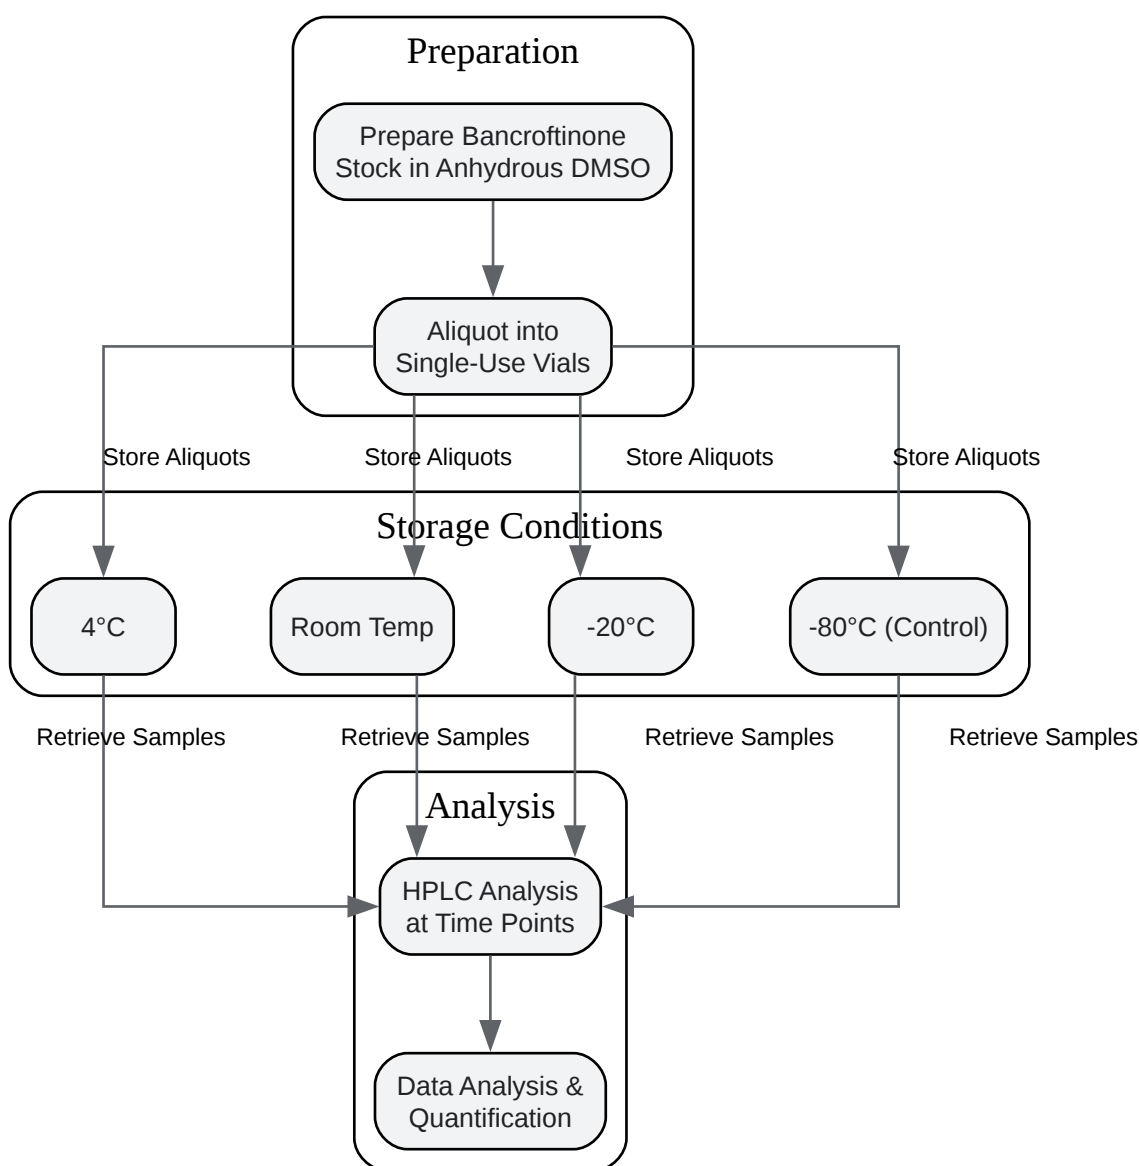 Preparation
Prepare Bancroftinone
Stock in Anhydrous DMSO
Aliquot into
Single-Use Vials
Store Aliquots
Store Aliquots
Store Aliquots
Store Aliquots
Storage Conditions
4°C
Room Temp
-20°C
-80°C (Control)
Retrieve Samples
Retrieve Samples
Retrieve Samples
Retrieve Samples
Analysis
HPLC Analysis
at Time Points
Data Analysis &
Quantification